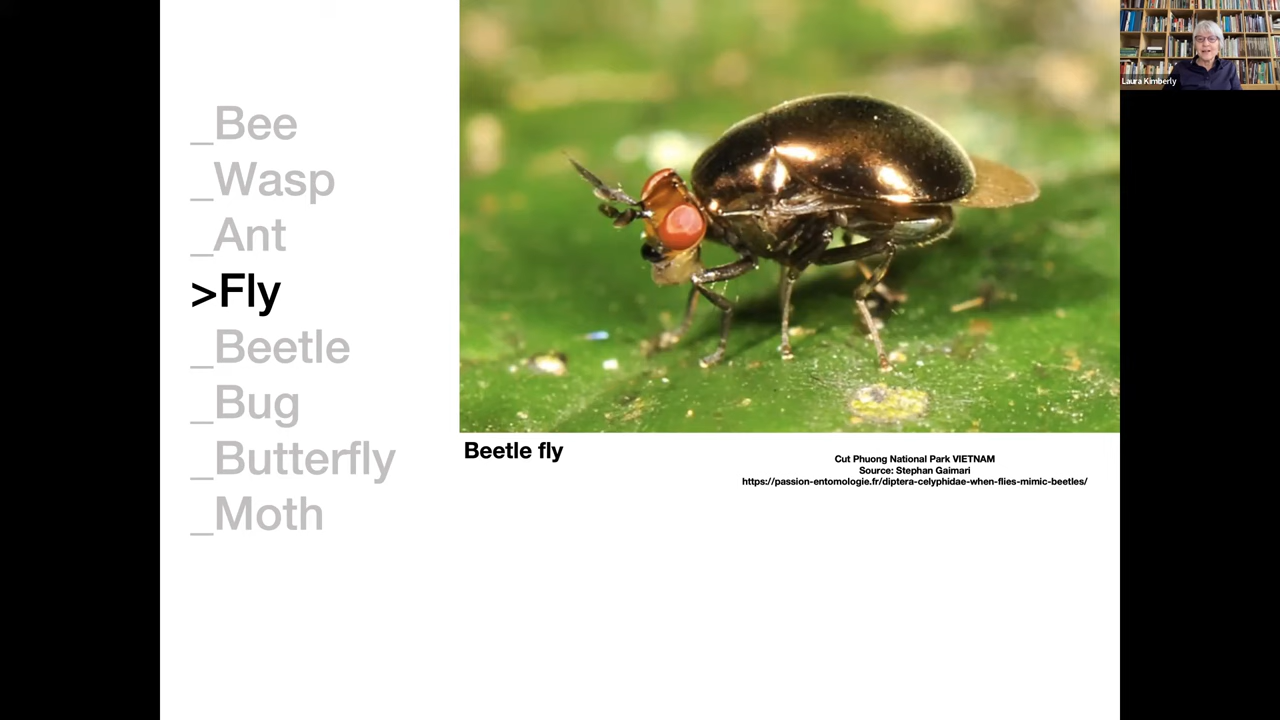 _Bee
_Wasp
_Ant
>Fly
_Beetle
_Bug
_Butterfly
_Moth
Beetle fly
Cut Phuong National Park VIETNAM
Source: Stephan Gaimari
https://passion-entomologie.fr/diptera-celyphidae-when-flies-mimic-beetles/
Laura Kimberly